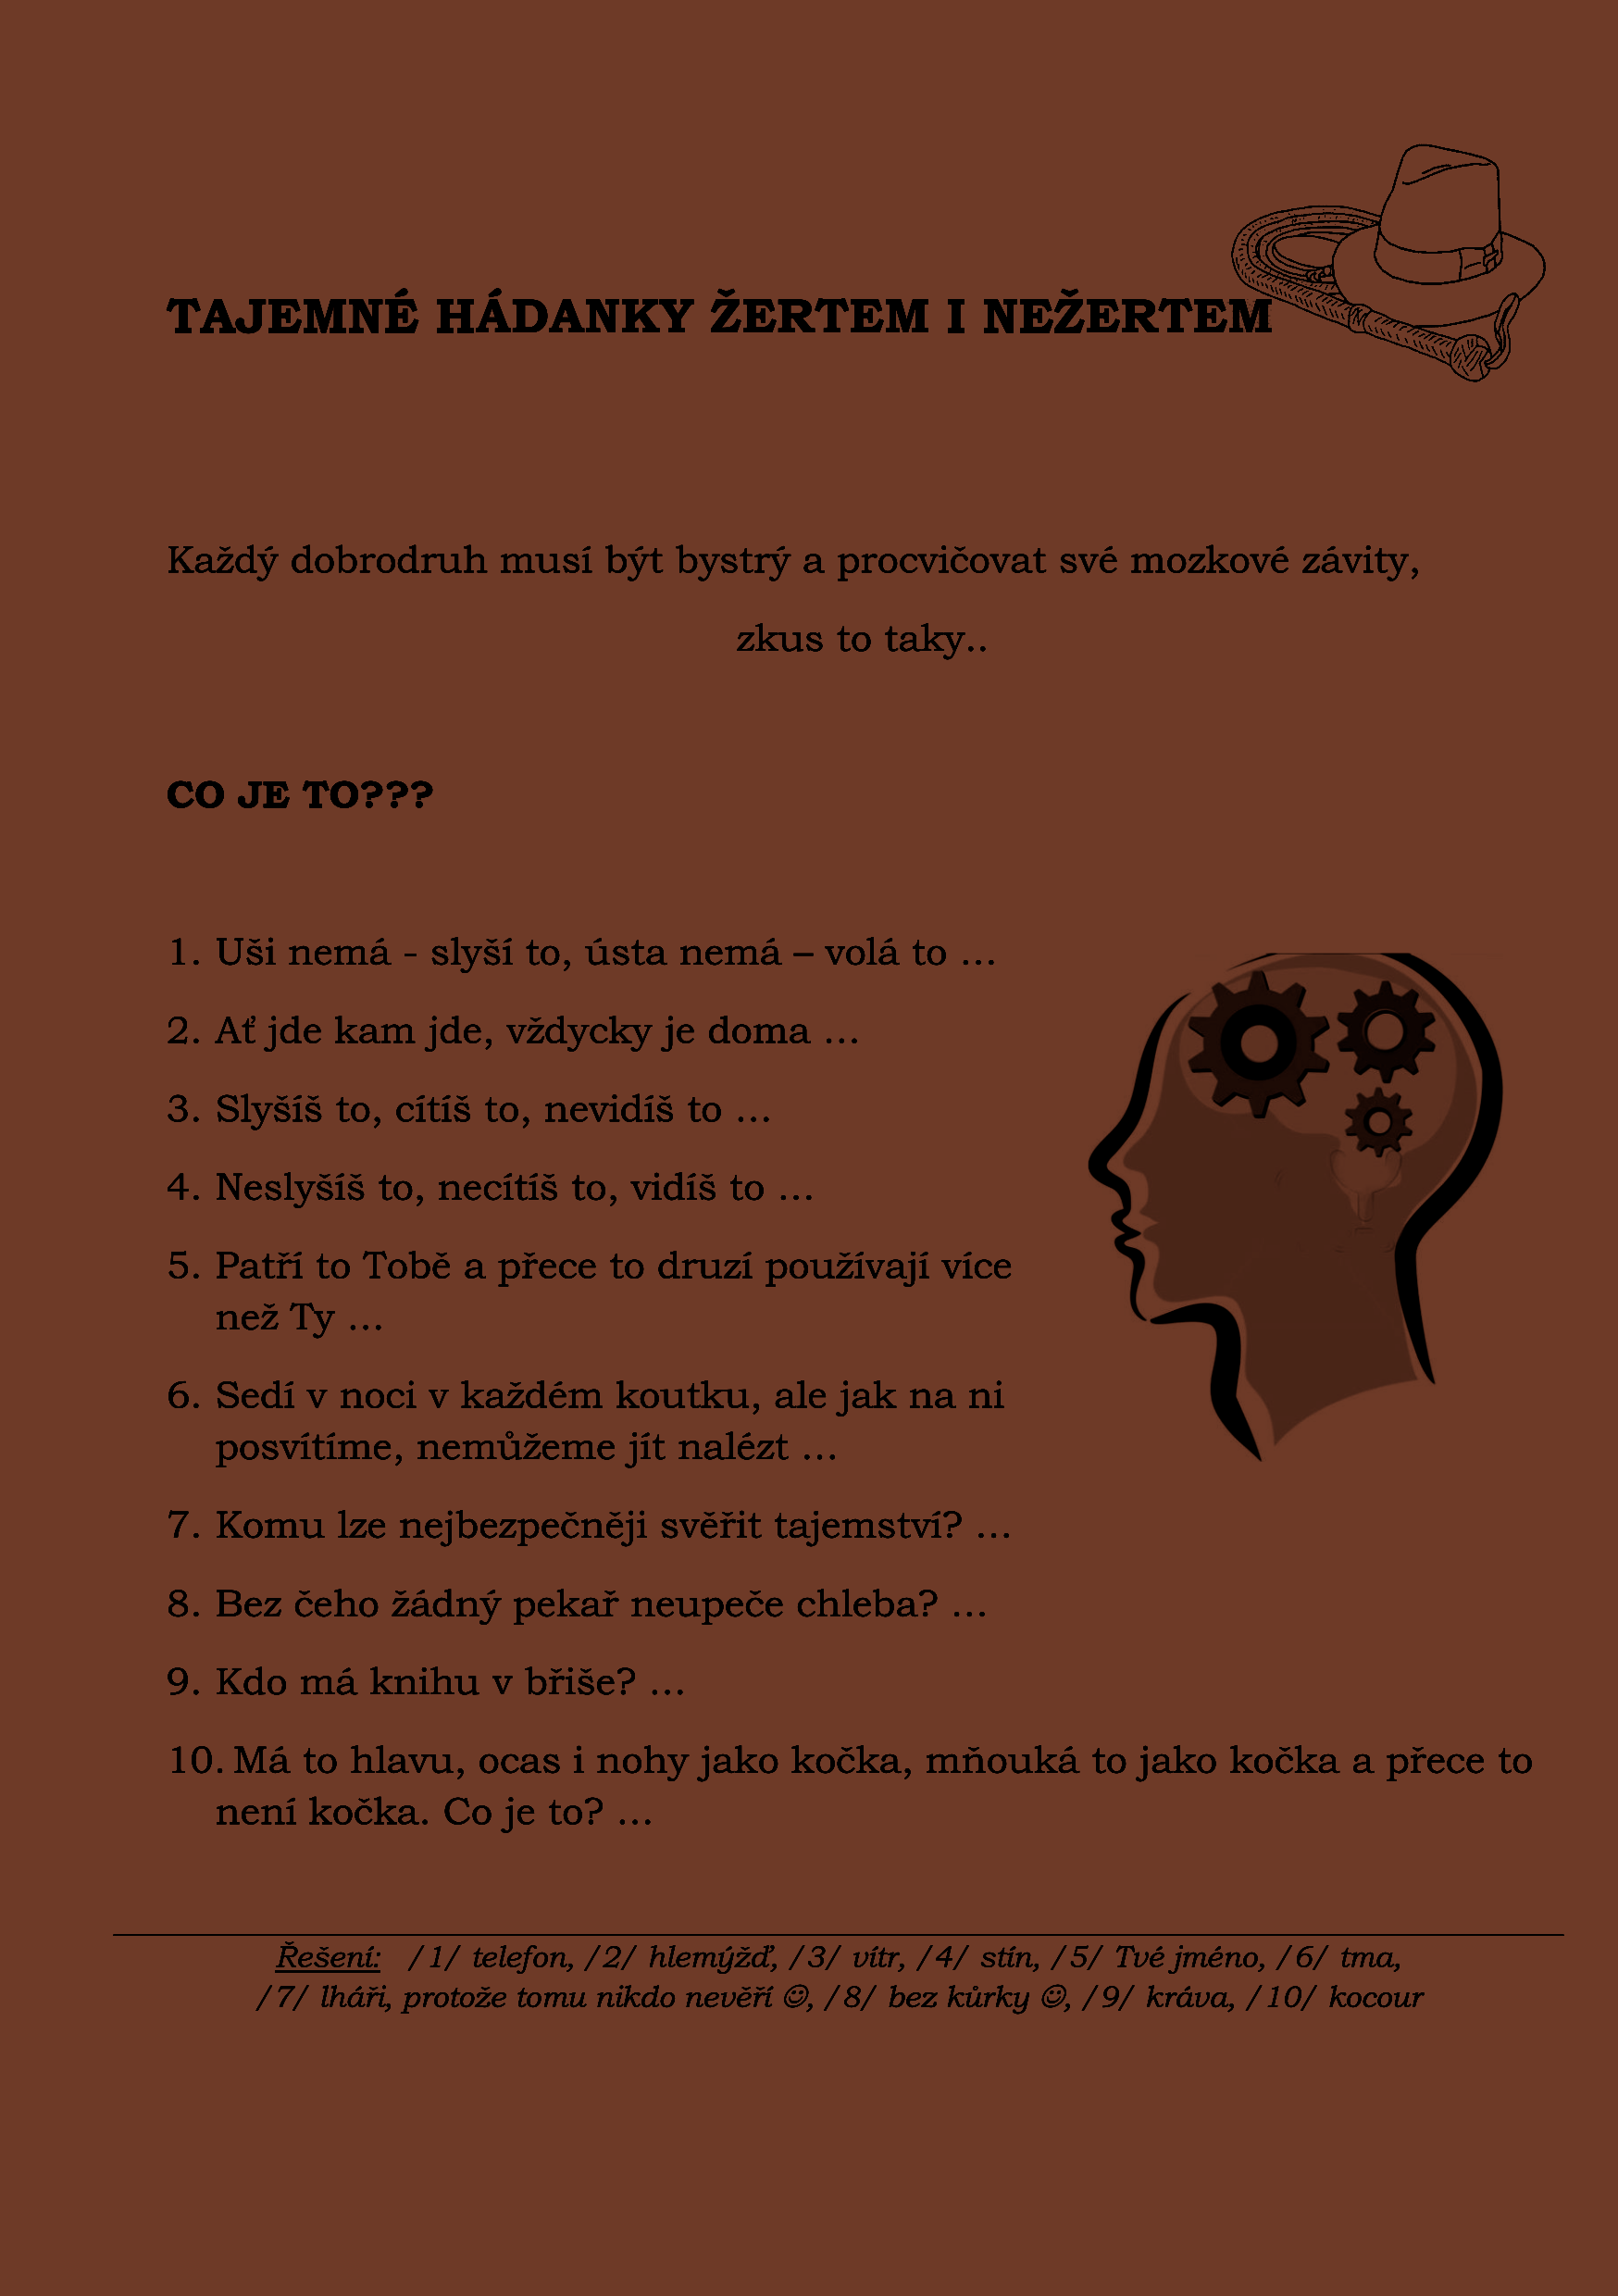 TAJEMNÉ HÁDANKY ŽERTEM I NEŽERTEM
Každý dobrodruh musí být bystrý a procvičovat své mozkové závity,
zkus to taky..
CO JE TO???
1. Uši nemá - slyší to, ústa nemá – volá to ...
2. Ať jde kam jde, vždycky je doma ...
3. Slyšíš to, cítíš to, nevidíš to ...
4. Neslyšíš to, necítíš to, vidíš to ...
5. Patří to Tobě a přece to druzí používají více
než Ty ...
6. Sedí v noci v každém koutku, ale jak na ni
posvítíme, nemůžeme jít nalézt ...
7. Komu lze nejbezpečněji svěřit tajemství? ...
8. Bez čeho žádný pekař neupeče chleba? ...
9. Kdo má knihu v břiše? ...
10. Má to hlavu, ocas i nohy jako kočka, mňouká to jako kočka a přece to
není kočka. Co je to? ...
Řešení: /1/ telefon, /2/ hlemýžď, /3/ vítr, /4/ stín, /5/ Tvé jméno, /6/ tma,
/7/ lháři, protože tomu nikdo nevěří ☺, /8/ bez kůrky ☺, /9/ kráva, /10/ kocour